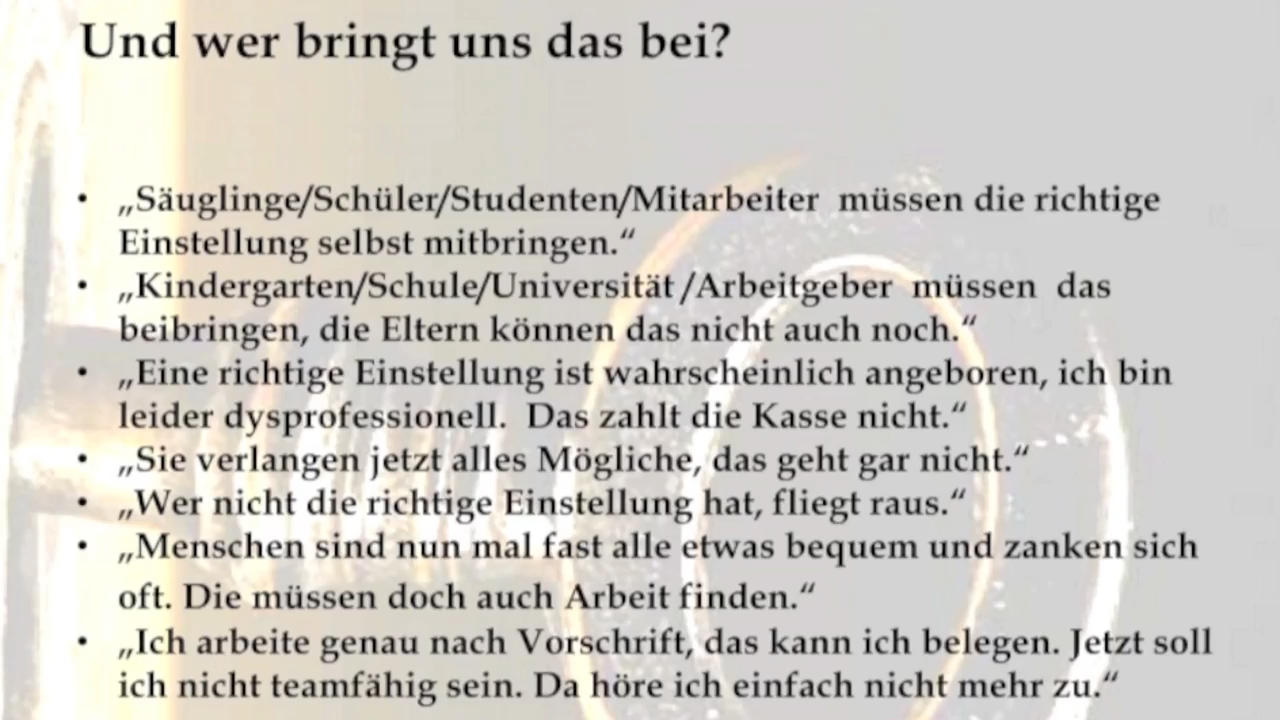 Und wer bringt uns das bei?
• „Säuglinge/Schüler/Studenten/Mitarbeiter müssen die richtige
Einstellung selbst mitbringen.“
• „Kindergarten/Schule/Universität /Arbeitgeber müssen das
beibringen, die Eltern können das nicht auch noch.“
• „Eine richtige Einstellung ist wahrscheinlich angeboren, ich bin
leider dysprofessionell. Das zahlt die Kasse nicht.“
• „Sie verlangen jetzt alles Mögliche, das geht gar nicht.“
• „Wer nicht die richtige Einstellung hat, fliegt raus.“
• „Menschen sind nun mal fast alle etwas bequem und zanken sich
oft. Die müssen doch auch Arbeit finden.“
• „Ich arbeite genau nach Vorschrift, das kann ich belegen. Jetzt soll
ich nicht teamfähig sein. Da höre ich einfach nicht mehr zu.“